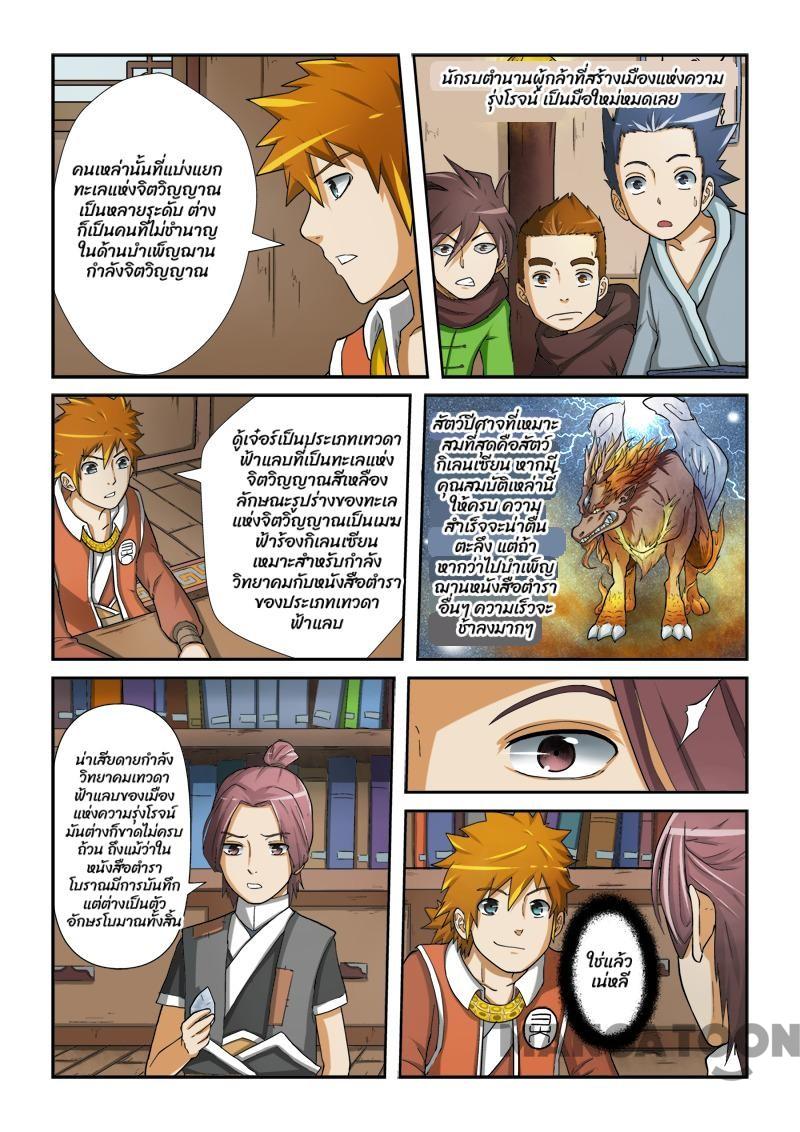 คนเหล่านั้นที่แบ่งแยก
ทะเลแห่งจิตวิญญาณ
เป็นหลายระดับ ต่าง
ก็เป็นคนที่ไม่ชำนาญ
ในด้านบำเพ็ญฌาน
กำลังจิตวิญญาณ
นักรบตำนานผู้กล้าที่สร้างเมืองแห่งความ
รุ่งโรจน์ เป็นมือใหม่หมดเลย
ดู้เจ๋อร์เป็นประเภทเทวดา
ฟ้าแลบที่เป็นทะเลแห่ง
จิตวิญญาณสีเหลือง
ลักษณะรูปร่างของทะเล
แห่งจิตวิญญาณเป็นเมฆ
ฟ้าร้องกิเลนเซียน
เหมาะสำหรับกำลัง
วิทยาคมกับหนังสือตำรา
ของประเภทเทวดา
ฟ้าแลบ
สัตว์ปีศาจที่เหมาะ
สมที่สุดคือสัตว์
กิเลนเซียน หากมี
คุณสมบัติเหล่านี้
ให้ครบ ความ
สำเร็จจะน่าตื่น
ตะลึง แต่ถ้า
หากว่าไปบำเพ็ญ
ฌานหนังสือตำรา
อื่นๆ ความเร็วจะ
ช้าลงมากๆ
น่าเสียดายกำลัง
วิทยาคมเทวดา
ฟ้าแลบของเมือง
แห่งความรุ่งโรจน์
มันต่างก็ขาดไม่ครบ
ถ้วน ถึงแม้ว่าใน
หนังสือตำรา
โบราณมีการบันทึก
แต่ต่างเป็นตัว
อักษรโบมาณทั้งสิ้น
ใช่แล้ว
เน่หลี
MANGATOON